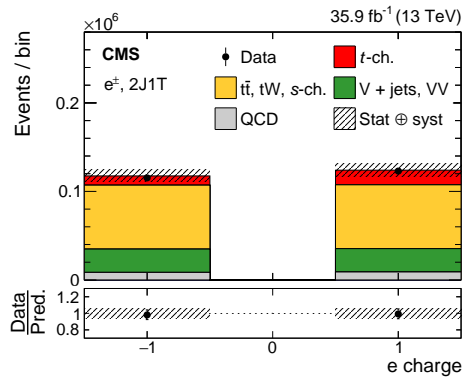 ×10⁶
35.9 fb⁻¹ (13 TeV)
Events / bin
CMS
e±, 2J1T
Data
t-ch.
tt̄, tW, s-ch.
V + jets, VV
QCD
Stat ⊕ syst
0.2
0.1
0
Data
Pred.
1.2
1
0.8
−1
0
1
e charge